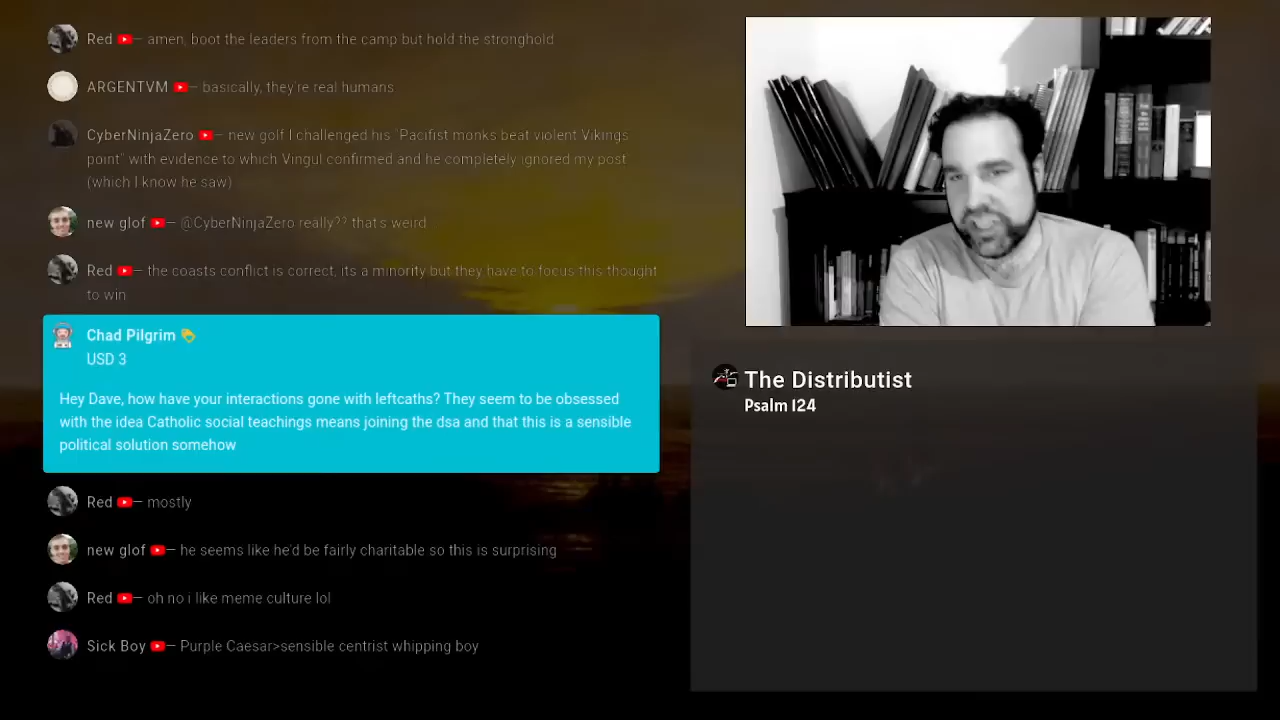 Red — amen, boot the leaders from the camp but hold the stronghold
ARGENTVM — basically, they're real humans
CyberNinjaZero — new golf I challenged his "Pacifist monks beat violent Vikings
point" with evidence to which Vingul confirmed and he completely ignored my post
(which I know he saw)
new glof — @CyberNinjaZero really?? that's weird
Red — the coasts conflict is correct, its a minority but they have to focus this thought
to win
Chad Pilgrim
USD 3
Hey Dave, how have your interactions gone with leftcaths? They seem to be obsessed
with the idea Catholic social teachings means joining the dsa and that this is a sensible
political solution somehow
Red — mostly
new glof — he seems like he'd be fairly charitable so this is surprising
Red — oh no i like meme culture lol
Sick Boy — Purple Caesar>sensible centrist whipping boy
The Distributist
Psalm 124